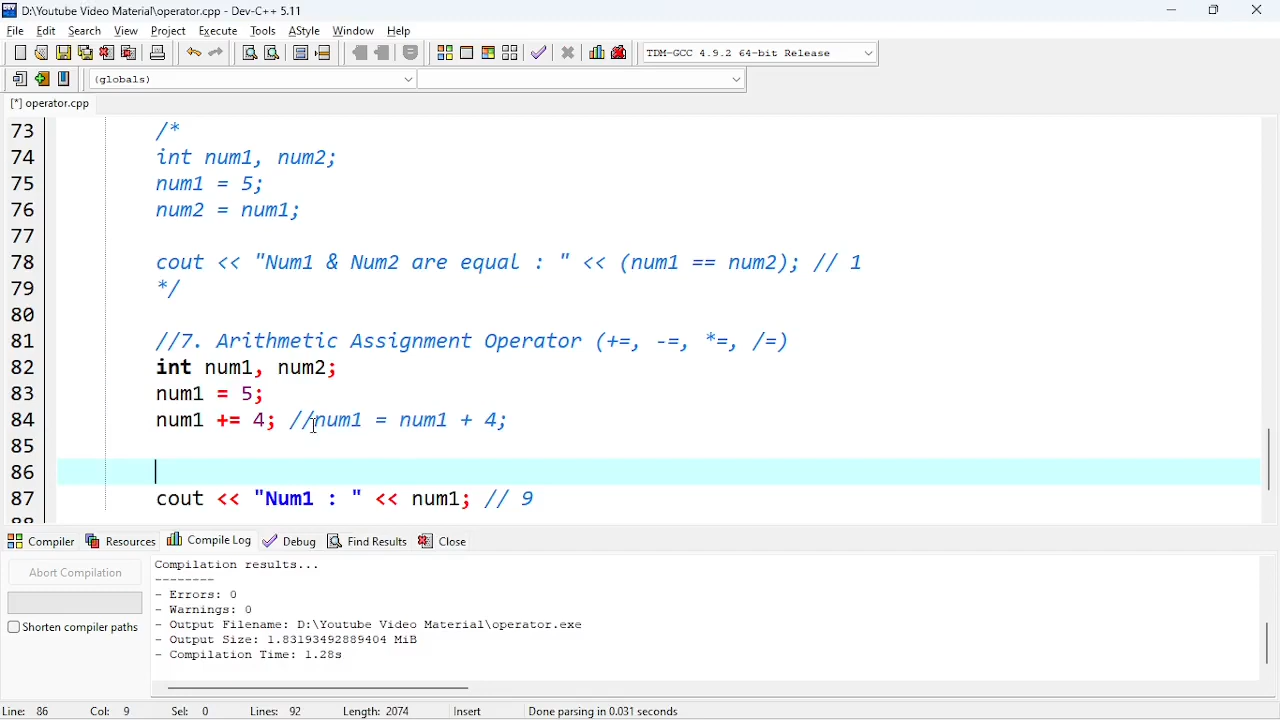 D:\Youtube Video Material\operator.cpp - Dev-C++ 5.11
File Edit Search View Project Execute Tools AStyle Window Help
TDM-GCC 4.9.2 64-bit Release
(globals)
[*] operator.cpp
73 /*
74 int num1, num2;
75 num1 = 5;
76 num2 = num1;
77
78 cout << "Num1 & Num2 are equal : " << (num1 == num2); // 1
79 */
80
81 //7. Arithmetic Assignment Operator (+=, -=, *=, /=)
82 int num1, num2;
83 num1 = 5;
84 num1 += 4; //num1 = num1 + 4;
85
86
87 cout << "Num1 : " << num1; // 9
88
Compiler Resources Compile Log Debug Find Results Close
Abort Compilation
Shorten compiler paths
Compilation results...
--------
- Errors: 0
- Warnings: 0
- Output Filename: D:\Youtube Video Material\operator.exe
- Output Size: 1.83193492889404 MiB
- Compilation Time: 1.28s
Line: 86 Col: 9 Sel: 0 Lines: 92 Length: 2074 Insert Done parsing in 0.031 seconds